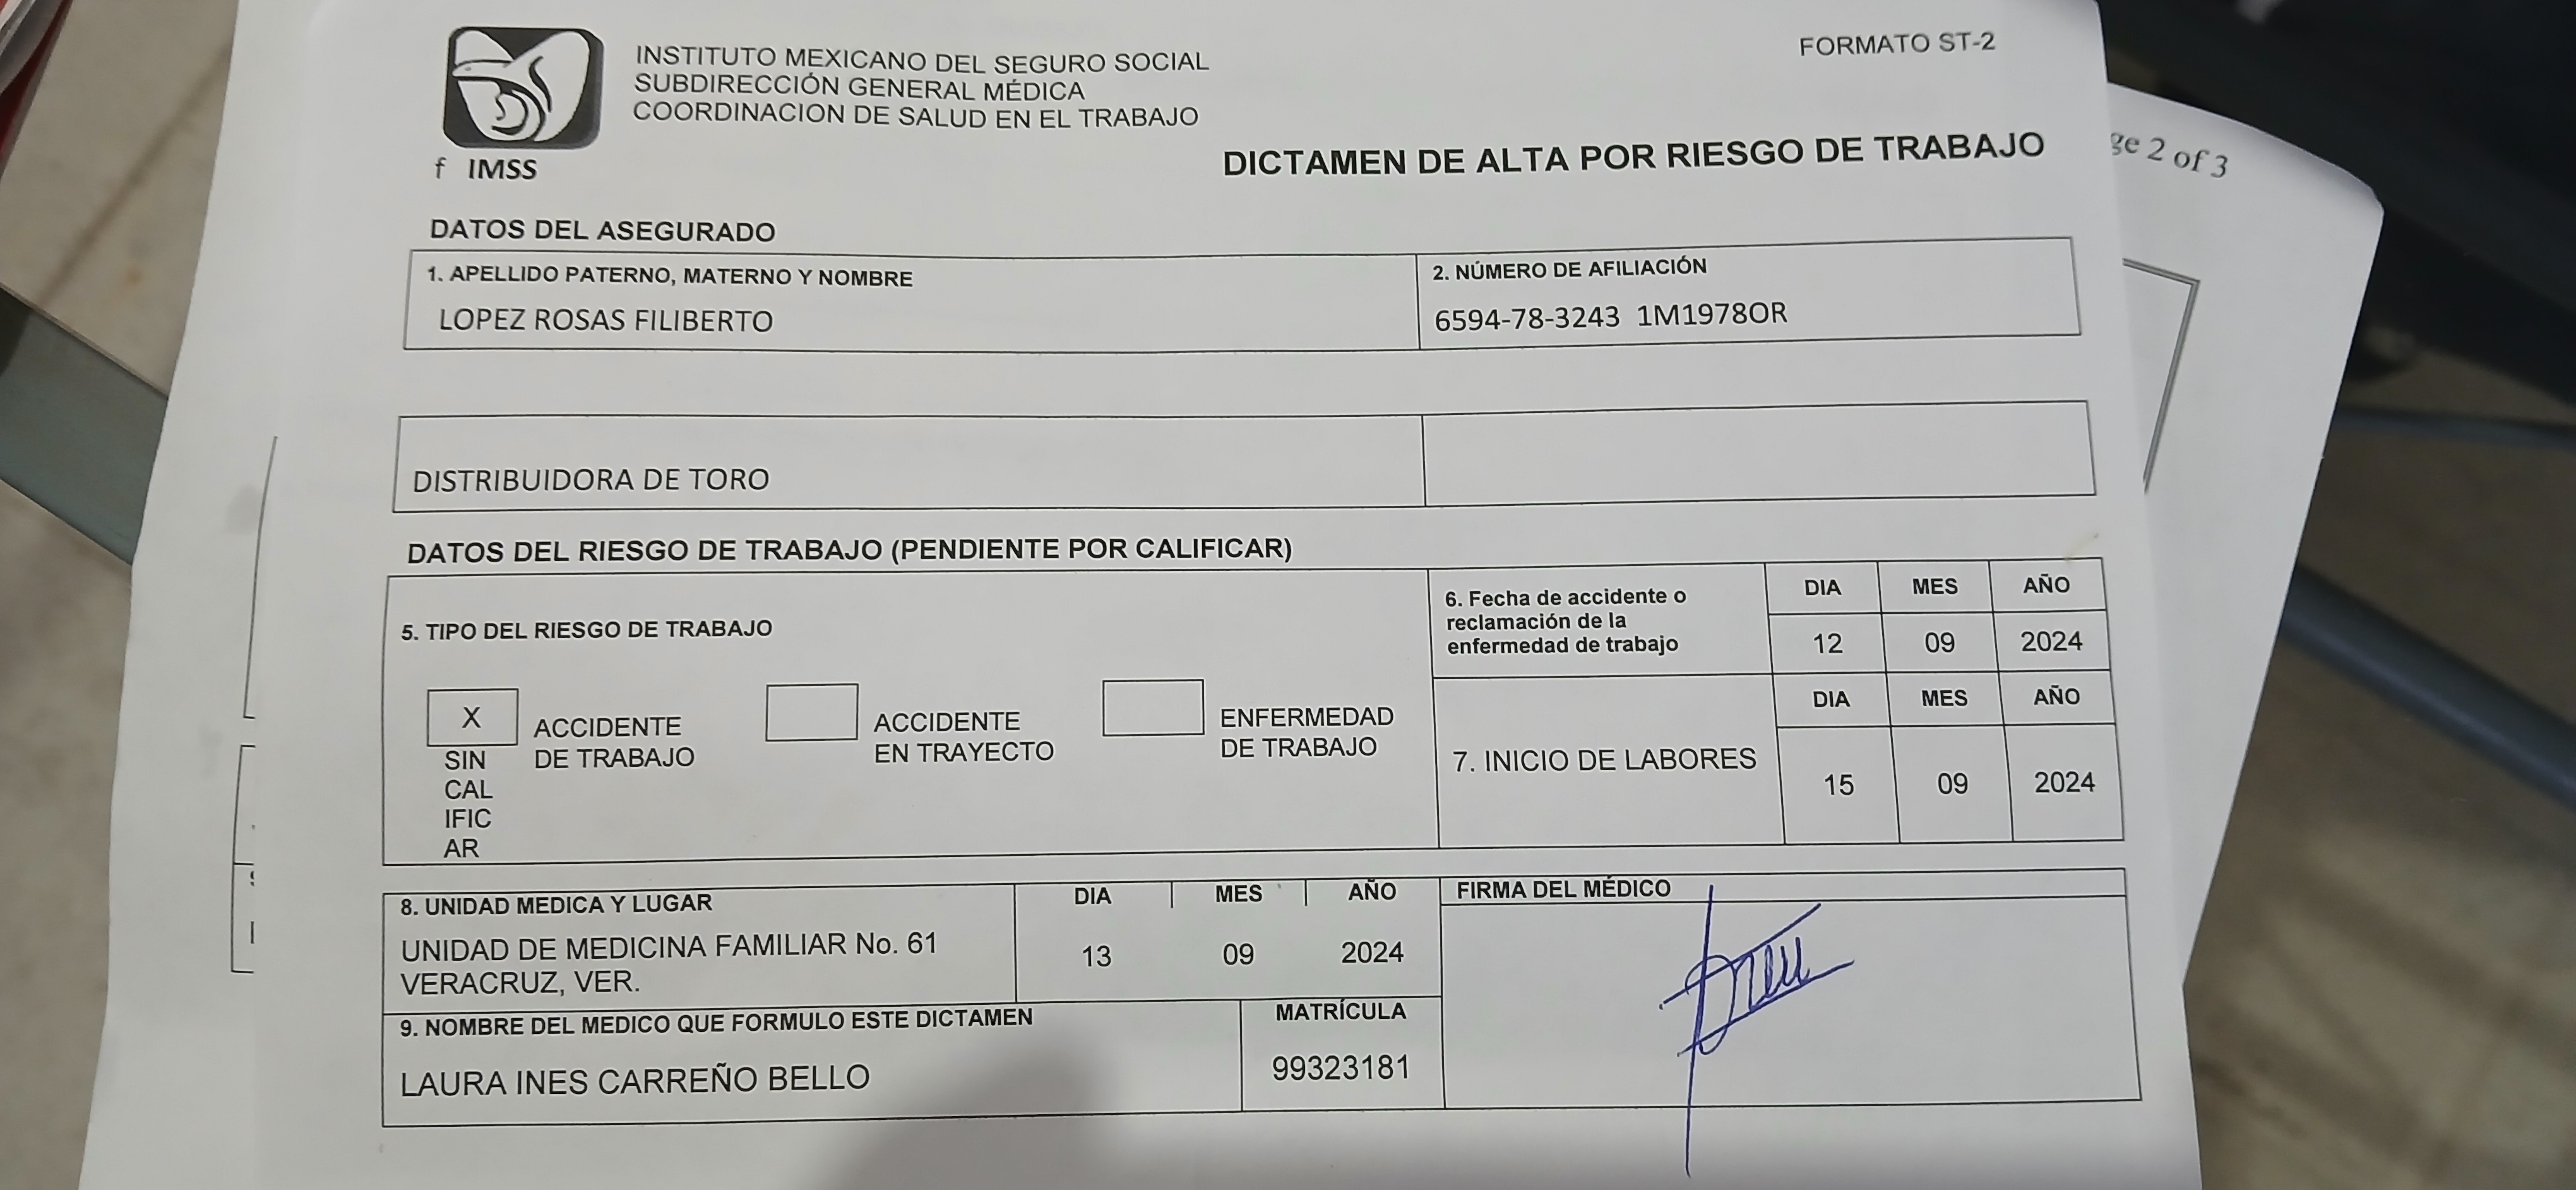 INSTITUTO MEXICANO DEL SEGURO SOCIAL
SUBDIRECCIÓN GENERAL MÉDICA
COORDINACION DE SALUD EN EL TRABAJO
FORMATO ST-2
f IMSS
DICTAMEN DE ALTA POR RIESGO DE TRABAJO
ge 2 of 3
DATOS DEL ASEGURADO
1. APELLIDO PATERNO, MATERNO Y NOMBRE
LOPEZ ROSAS FILIBERTO
2. NÚMERO DE AFILIACIÓN
6594-78-3243 1M1978OR
DISTRIBUIDORA DE TORO
DATOS DEL RIESGO DE TRABAJO (PENDIENTE POR CALIFICAR)
5. TIPO DEL RIESGO DE TRABAJO
X
SIN
CAL
IFIC
AR
ACCIDENTE
DE TRABAJO
ACCIDENTE
EN TRAYECTO
ENFERMEDAD
DE TRABAJO
6. Fecha de accidente o
reclamación de la
enfermedad de trabajo
DIA MES AÑO
12 09 2024
7. INICIO DE LABORES
DIA MES AÑO
15 09 2024
8. UNIDAD MEDICA Y LUGAR
UNIDAD DE MEDICINA FAMILIAR No. 61
VERACRUZ, VER.
DIA MES AÑO
13 09 2024
FIRMA DEL MÉDICO
9. NOMBRE DEL MEDICO QUE FORMULO ESTE DICTAMEN
LAURA INES CARREÑO BELLO
MATRÍCULA
99323181